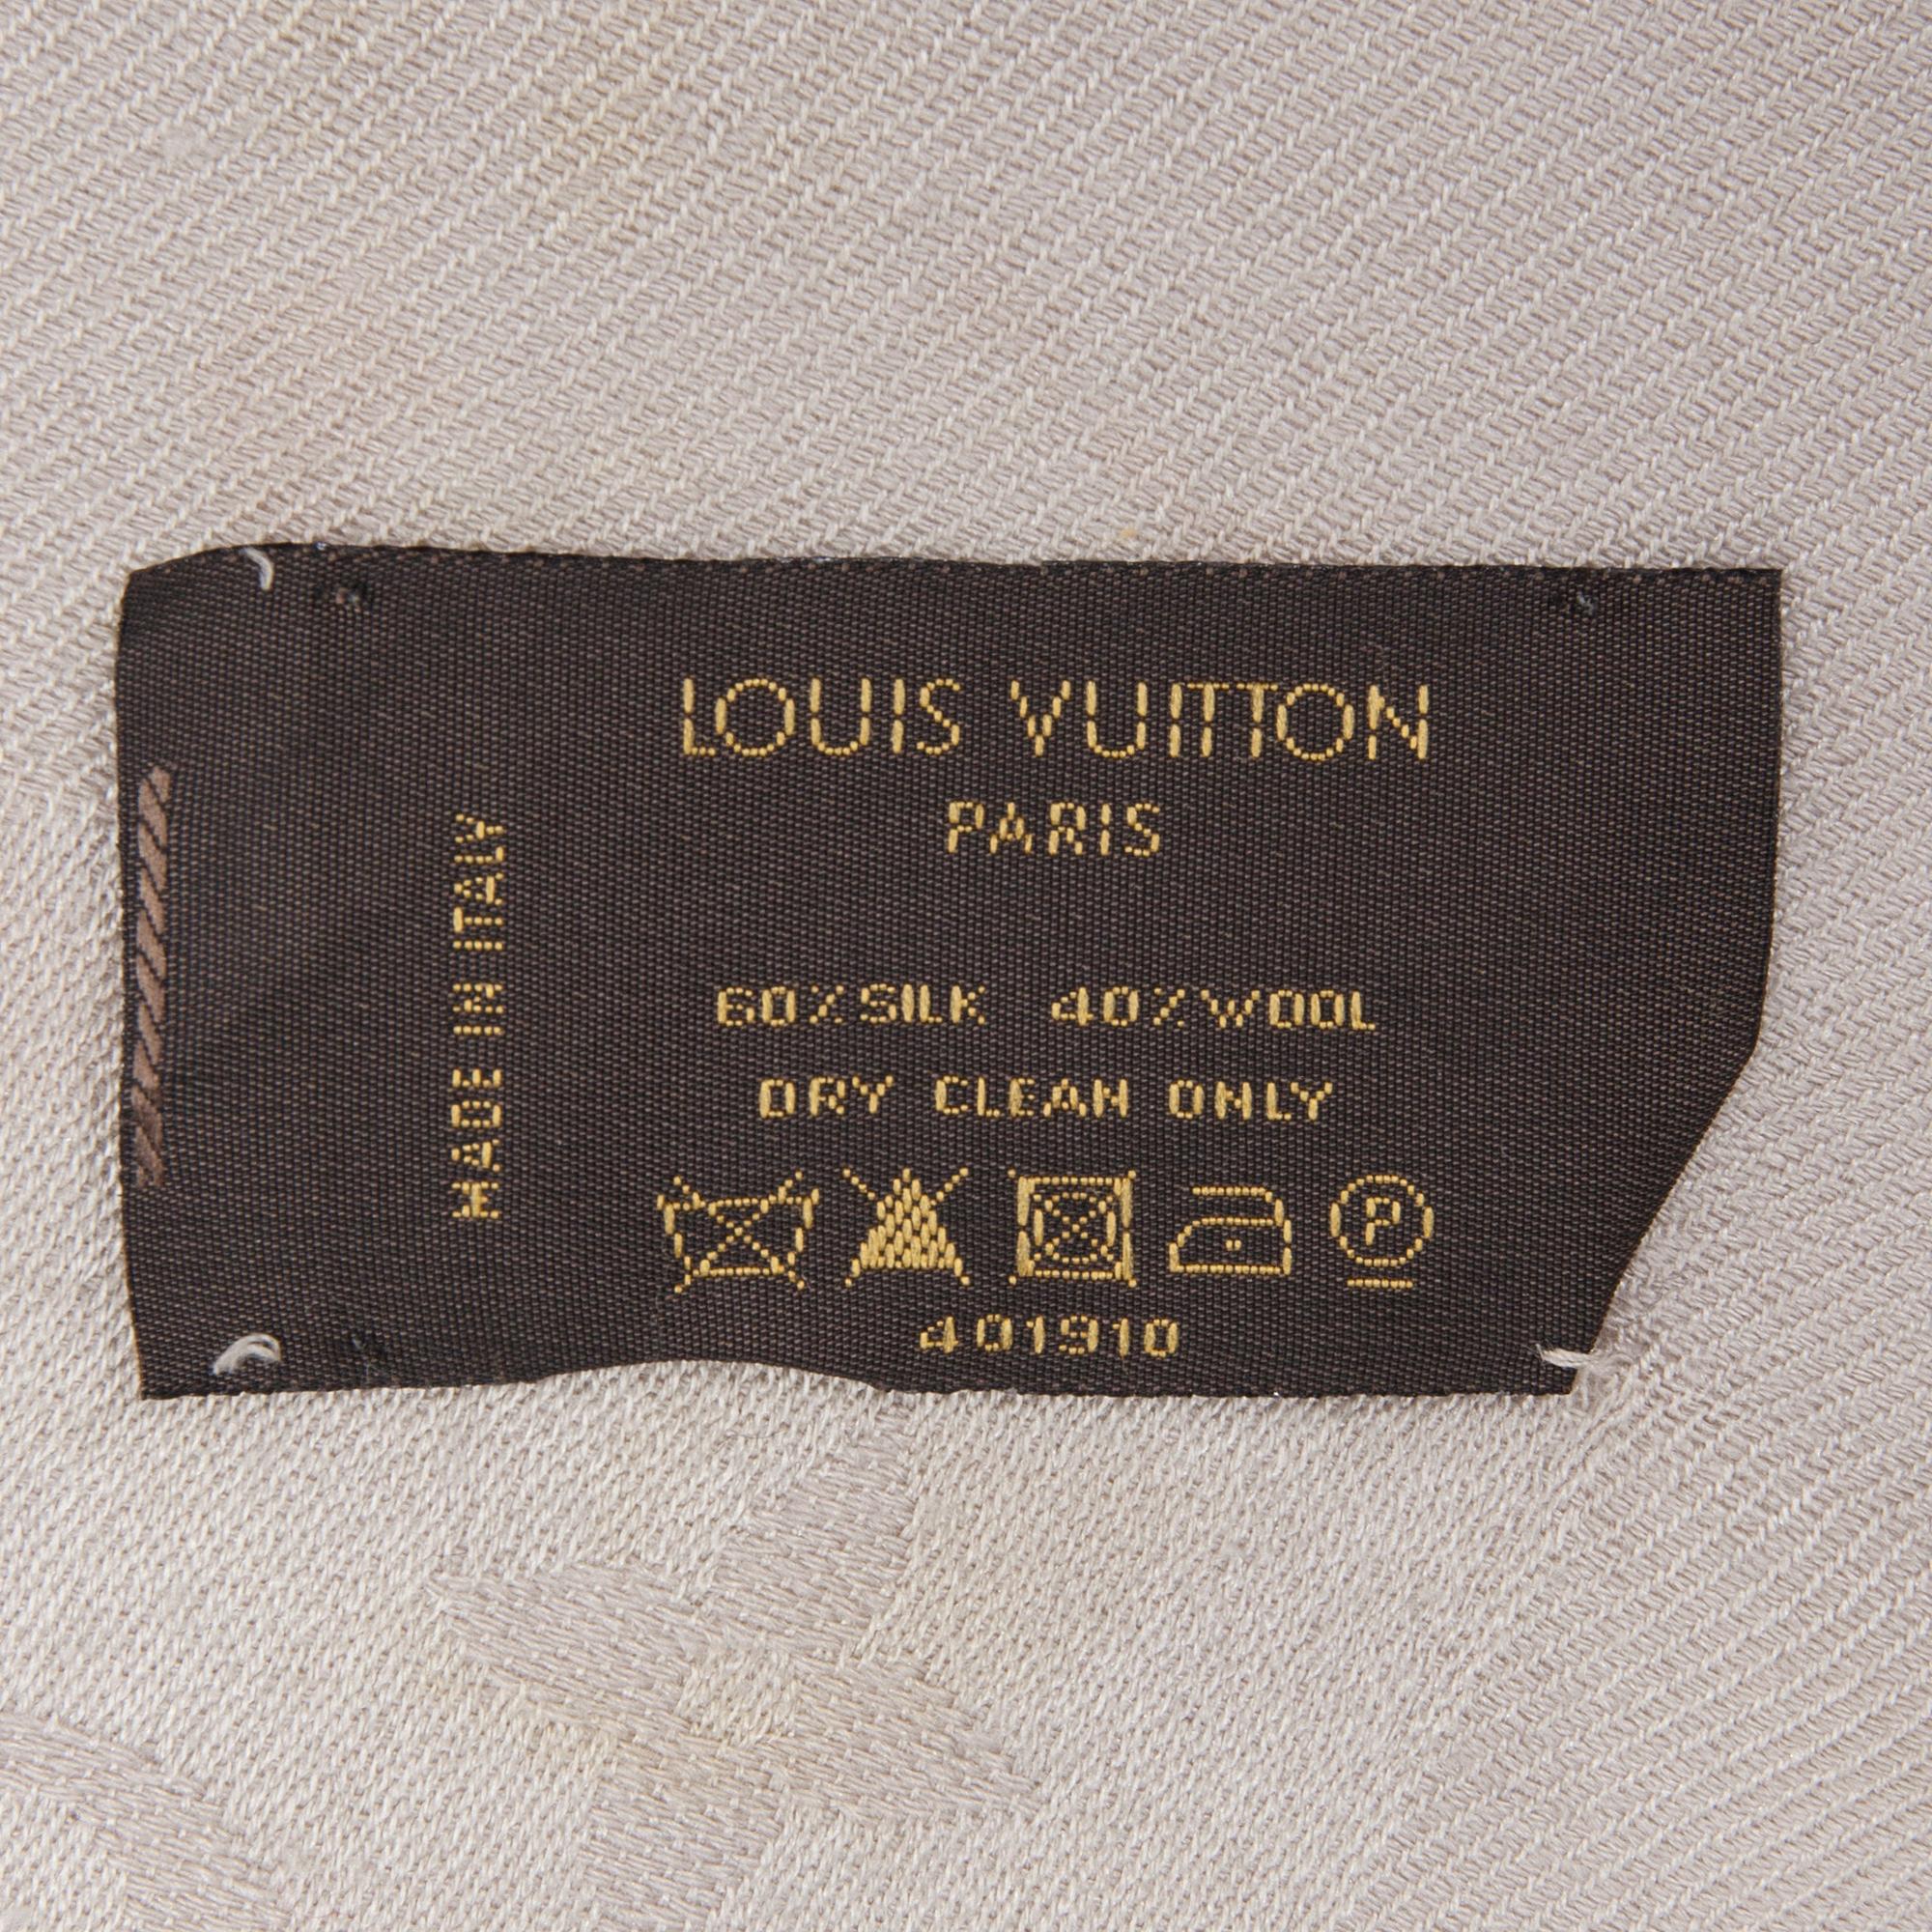 LOUIS VUITTON
PARIS
MADE IN ITALY
60% SILK 40% WOOL
DRY CLEAN ONLY
P
401910